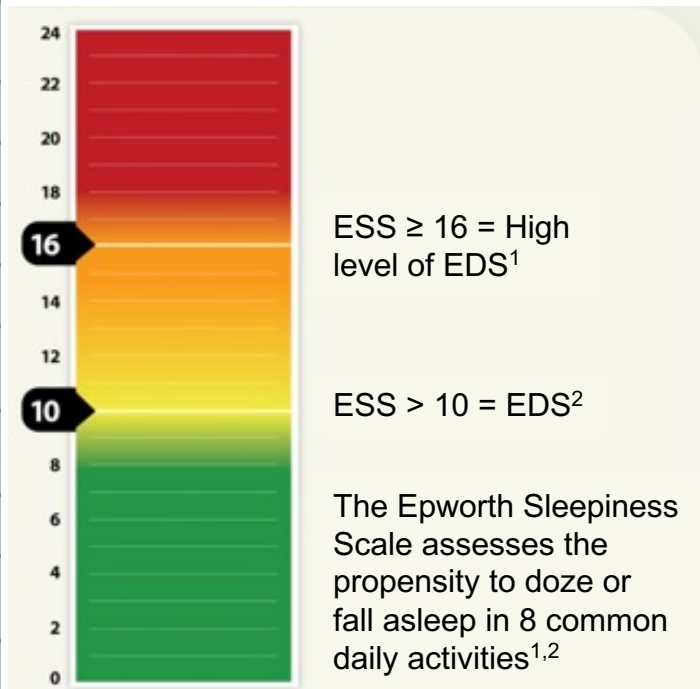 24
22
20
18
16
14
12
10
8
6
4
2
0
ESS ≥ 16 = High
level of EDS¹
ESS > 10 = EDS²
The Epworth Sleepiness
Scale assesses the
propensity to doze or
fall asleep in 8 common
daily activities¹,²